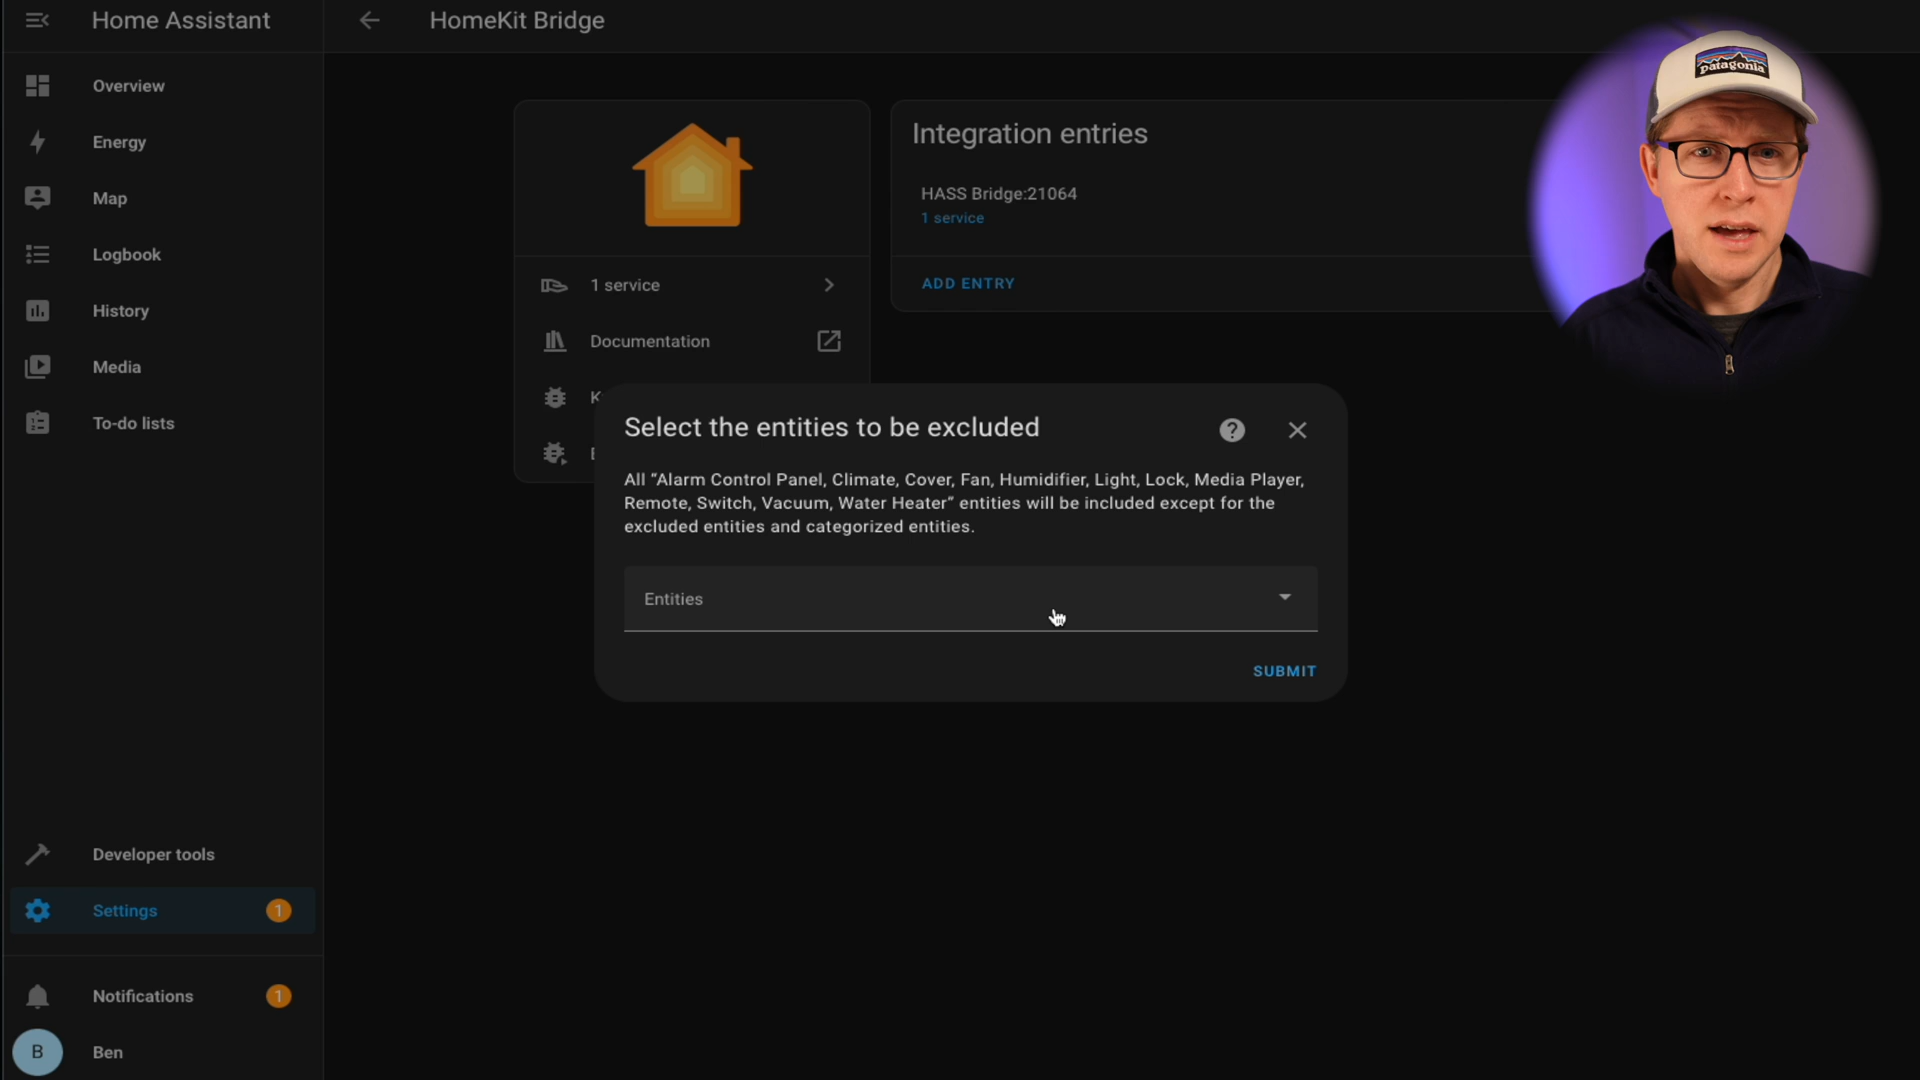 Home Assistant
HomeKit Bridge
Overview
Energy
Map
Logbook
History
Media
To-do lists
Developer tools
Settings
1
Notifications
1
B
Ben
1 service
Documentation
K
Integration entries
HASS Bridge:21064
1 service
ADD ENTRY
Select the entities to be excluded
?
All “Alarm Control Panel, Climate, Cover, Fan, Humidifier, Light, Lock, Media Player,
Remote, Switch, Vacuum, Water Heater” entities will be included except for the
excluded entities and categorized entities.
Entities
SUBMIT
patagonia